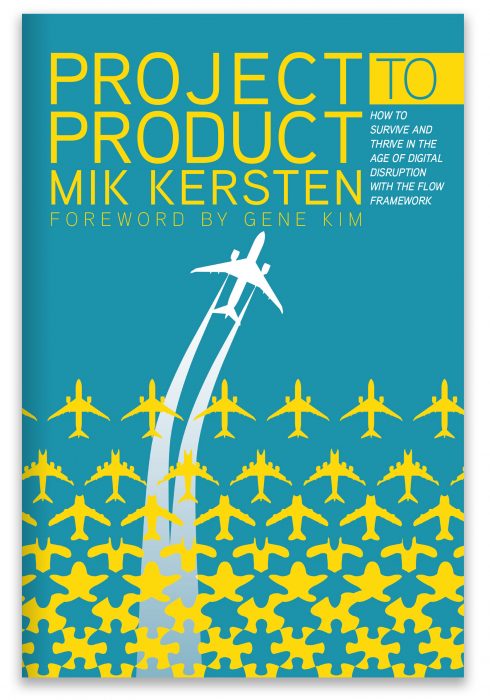 PROJECT TO
PRODUCT
MIK KERSTEN
FOREWORD BY GENE KIM
HOW TO
SURVIVE AND
THRIVE IN THE
AGE OF DIGITAL
DISRUPTION
WITH THE FLOW
FRAMEWORK